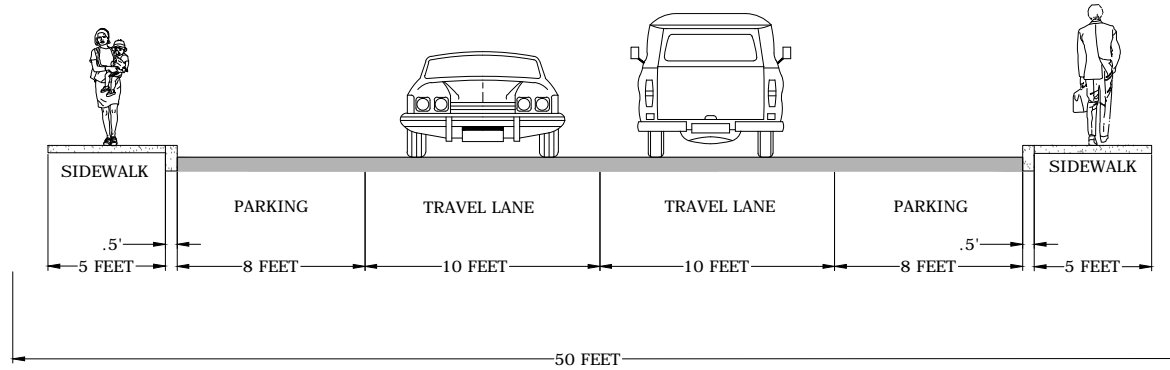 SIDEWALK
SIDEWALK
PARKING
TRAVEL LANE
TRAVEL LANE
PARKING
.5'
.5'
5 FEET
8 FEET
10 FEET
10 FEET
8 FEET
5 FEET
50 FEET